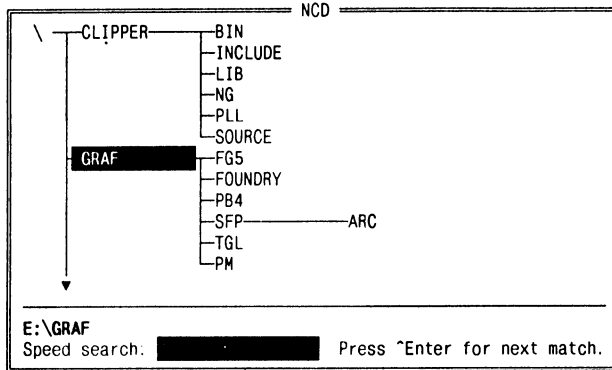 NCD
\ CLIPPER BIN
INCLUDE
LIB
NG
PLL
SOURCE
GRAF FG5
FOUNDRY
PB4
SFP ARC
TGL
PM
E:\GRAF
Speed search: Press ^Enter for next match.